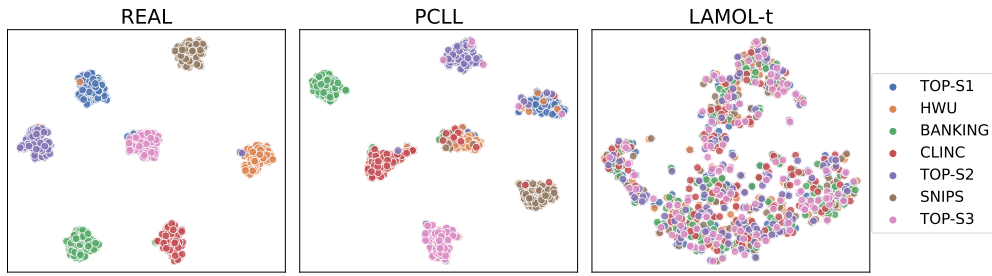 REAL
PCLL
LAMOL-t
TOP-S1
HWU
BANKING
CLINC
TOP-S2
SNIPS
TOP-S3